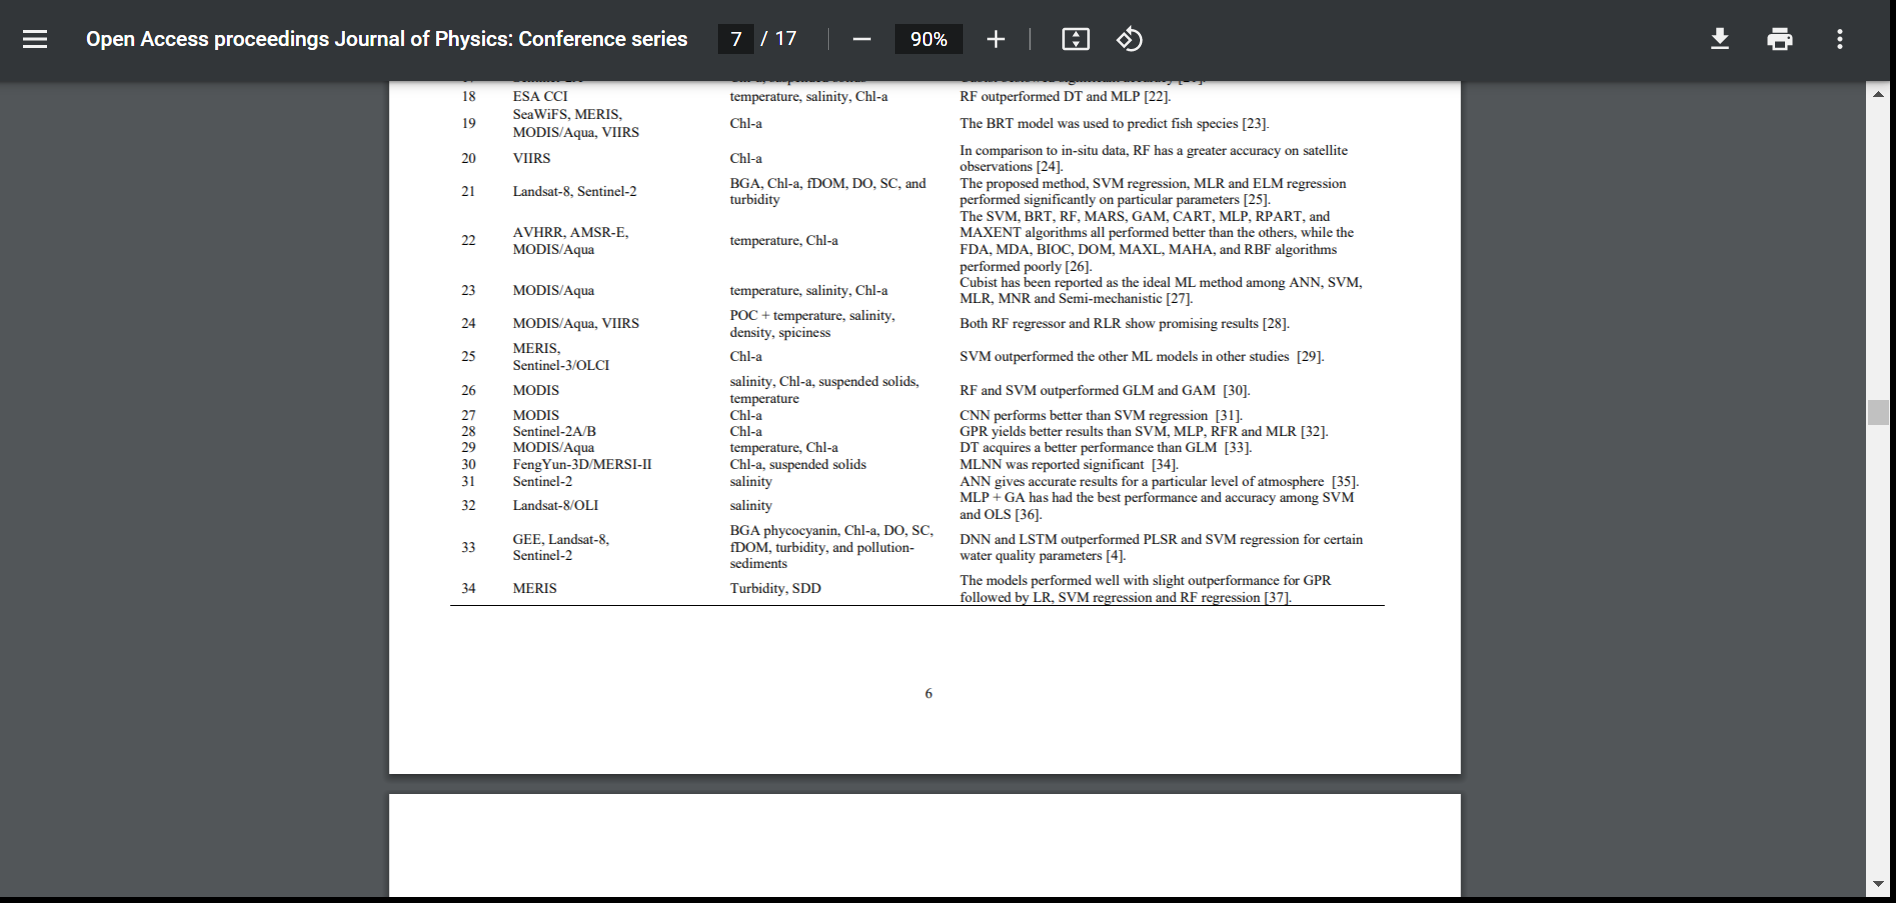 Open Access proceedings Journal of Physics: Conference series 7 / 17 90%
18 ESA CCI temperature, salinity, Chl-a RF outperformed DT and MLP [22].
19 SeaWiFS, MERIS,
MODIS/Aqua, VIIRS Chl-a The BRT model was used to predict fish species [23].
20 VIIRS Chl-a In comparison to in-situ data, RF has a greater accuracy on satellite
observations [24].
21 Landsat-8, Sentinel-2 BGA, Chl-a, fDOM, DO, SC, and
turbidity
The proposed method, SVM regression, MLR and ELM regression
performed significantly on particular parameters [25].
22 AVHRR, AMSR-E,
MODIS/Aqua
temperature, Chl-a
The SVM, BRT, RF, MARS, GAM, CART, MLP, RPART, and
MAXENT algorithms all performed better than the others, while the
FDA, MDA, BIOC, DOM, MAXL, MAHA, and RBF algorithms
performed poorly [26].
23 MODIS/Aqua temperature, salinity, Chl-a
Cubist has been reported as the ideal ML method among ANN, SVM,
MLR, MNR and Semi-mechanistic [27].
24 MODIS/Aqua, VIIRS
POC + temperature, salinity,
density, spiciness
Both RF regressor and RLR show promising results [28].
25 MERIS,
Sentinel-3/OLCI
Chl-a SVM outperformed the other ML models in other studies [29].
26 MODIS
salinity, Chl-a, suspended solids,
temperature
RF and SVM outperformed GLM and GAM [30].
27 MODIS Chl-a CNN performs better than SVM regression [31].
28 Sentinel-2A/B Chl-a GPR yields better results than SVM, MLP, RFR and MLR [32].
29 MODIS/Aqua temperature, Chl-a DT acquires a better performance than GLM [33].
30 FengYun-3D/MERSI-II Chl-a, suspended solids MLNN was reported significant [34].
31 Sentinel-2 salinity ANN gives accurate results for a particular level of atmosphere [35].
32 Landsat-8/OLI salinity
MLP + GA has had the best performance and accuracy among SVM
and OLS [36].
33 GEE, Landsat-8,
Sentinel-2
BGA phycocyanin, Chl-a, DO, SC,
fDOM, turbidity, and pollution-
sediments
DNN and LSTM outperformed PLSR and SVM regression for certain
water quality parameters [4].
34 MERIS Turbidity, SDD
The models performed well with slight outperformance for GPR
followed by LR, SVM regression and RF regression [37].
6